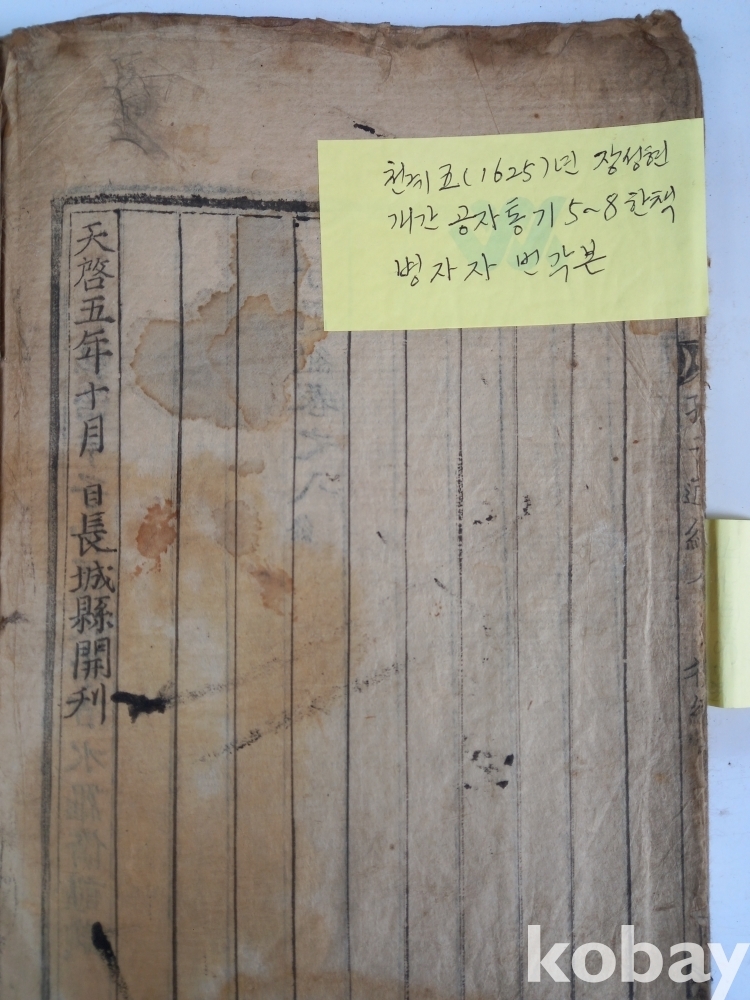 천계 五(1625)년 장성현
개간 공자통기 5~8 한책
병자자 번각본
天啓五年十月 日長城縣開刊
kobay